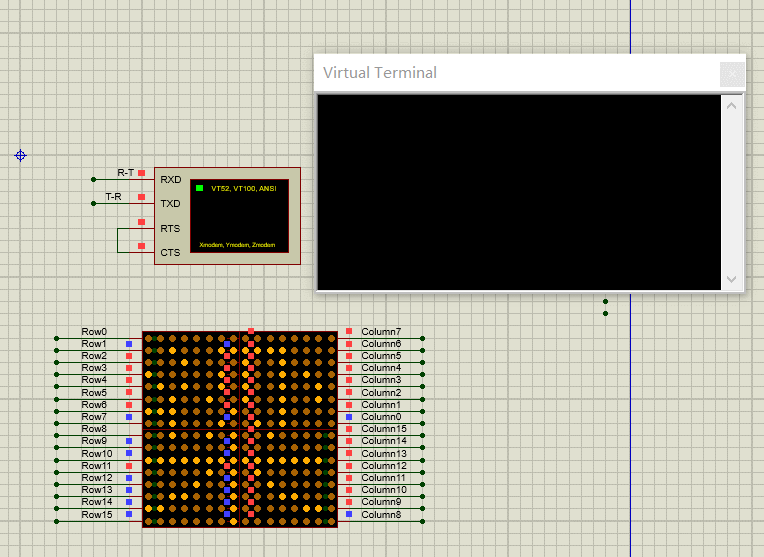 Virtual Terminal
R-T
RXD
VT52, VT100, ANSI
T-R
TXD
RTS
Xmodem, Ymodem, Zmodem
CTS
Row0
Column7
Row1
Column6
Row2
Column5
Row3
Column4
Row4
Column3
Row5
Column2
Row6
Column1
Row7
Column0
Row8
Column15
Row9
Column14
Row10
Column13
Row11
Column12
Row12
Column11
Row13
Column10
Row14
Column9
Row15
Column8